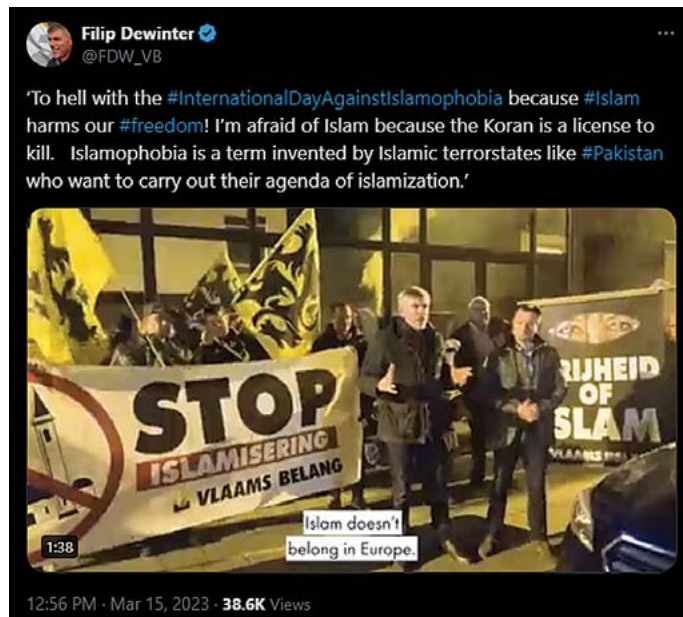 Filip Dewinter
@FDW_VB
‘To hell with the #InternationalDayAgainstIslamophobia because #Islam
harms our #freedom! I'm afraid of Islam because the Koran is a license to
kill.   Islamophobia is a term invented by Islamic terrorstates like #Pakistan
who want to carry out their agenda of islamization.’
STOP
ISLAMISERING
VLAAMS BELANG
RIJHEID
OF
SLAM
VLAAMS
Islam doesn't
belong in Europe.
1:38
12:56 PM · Mar 15, 2023 · 38.6K Views